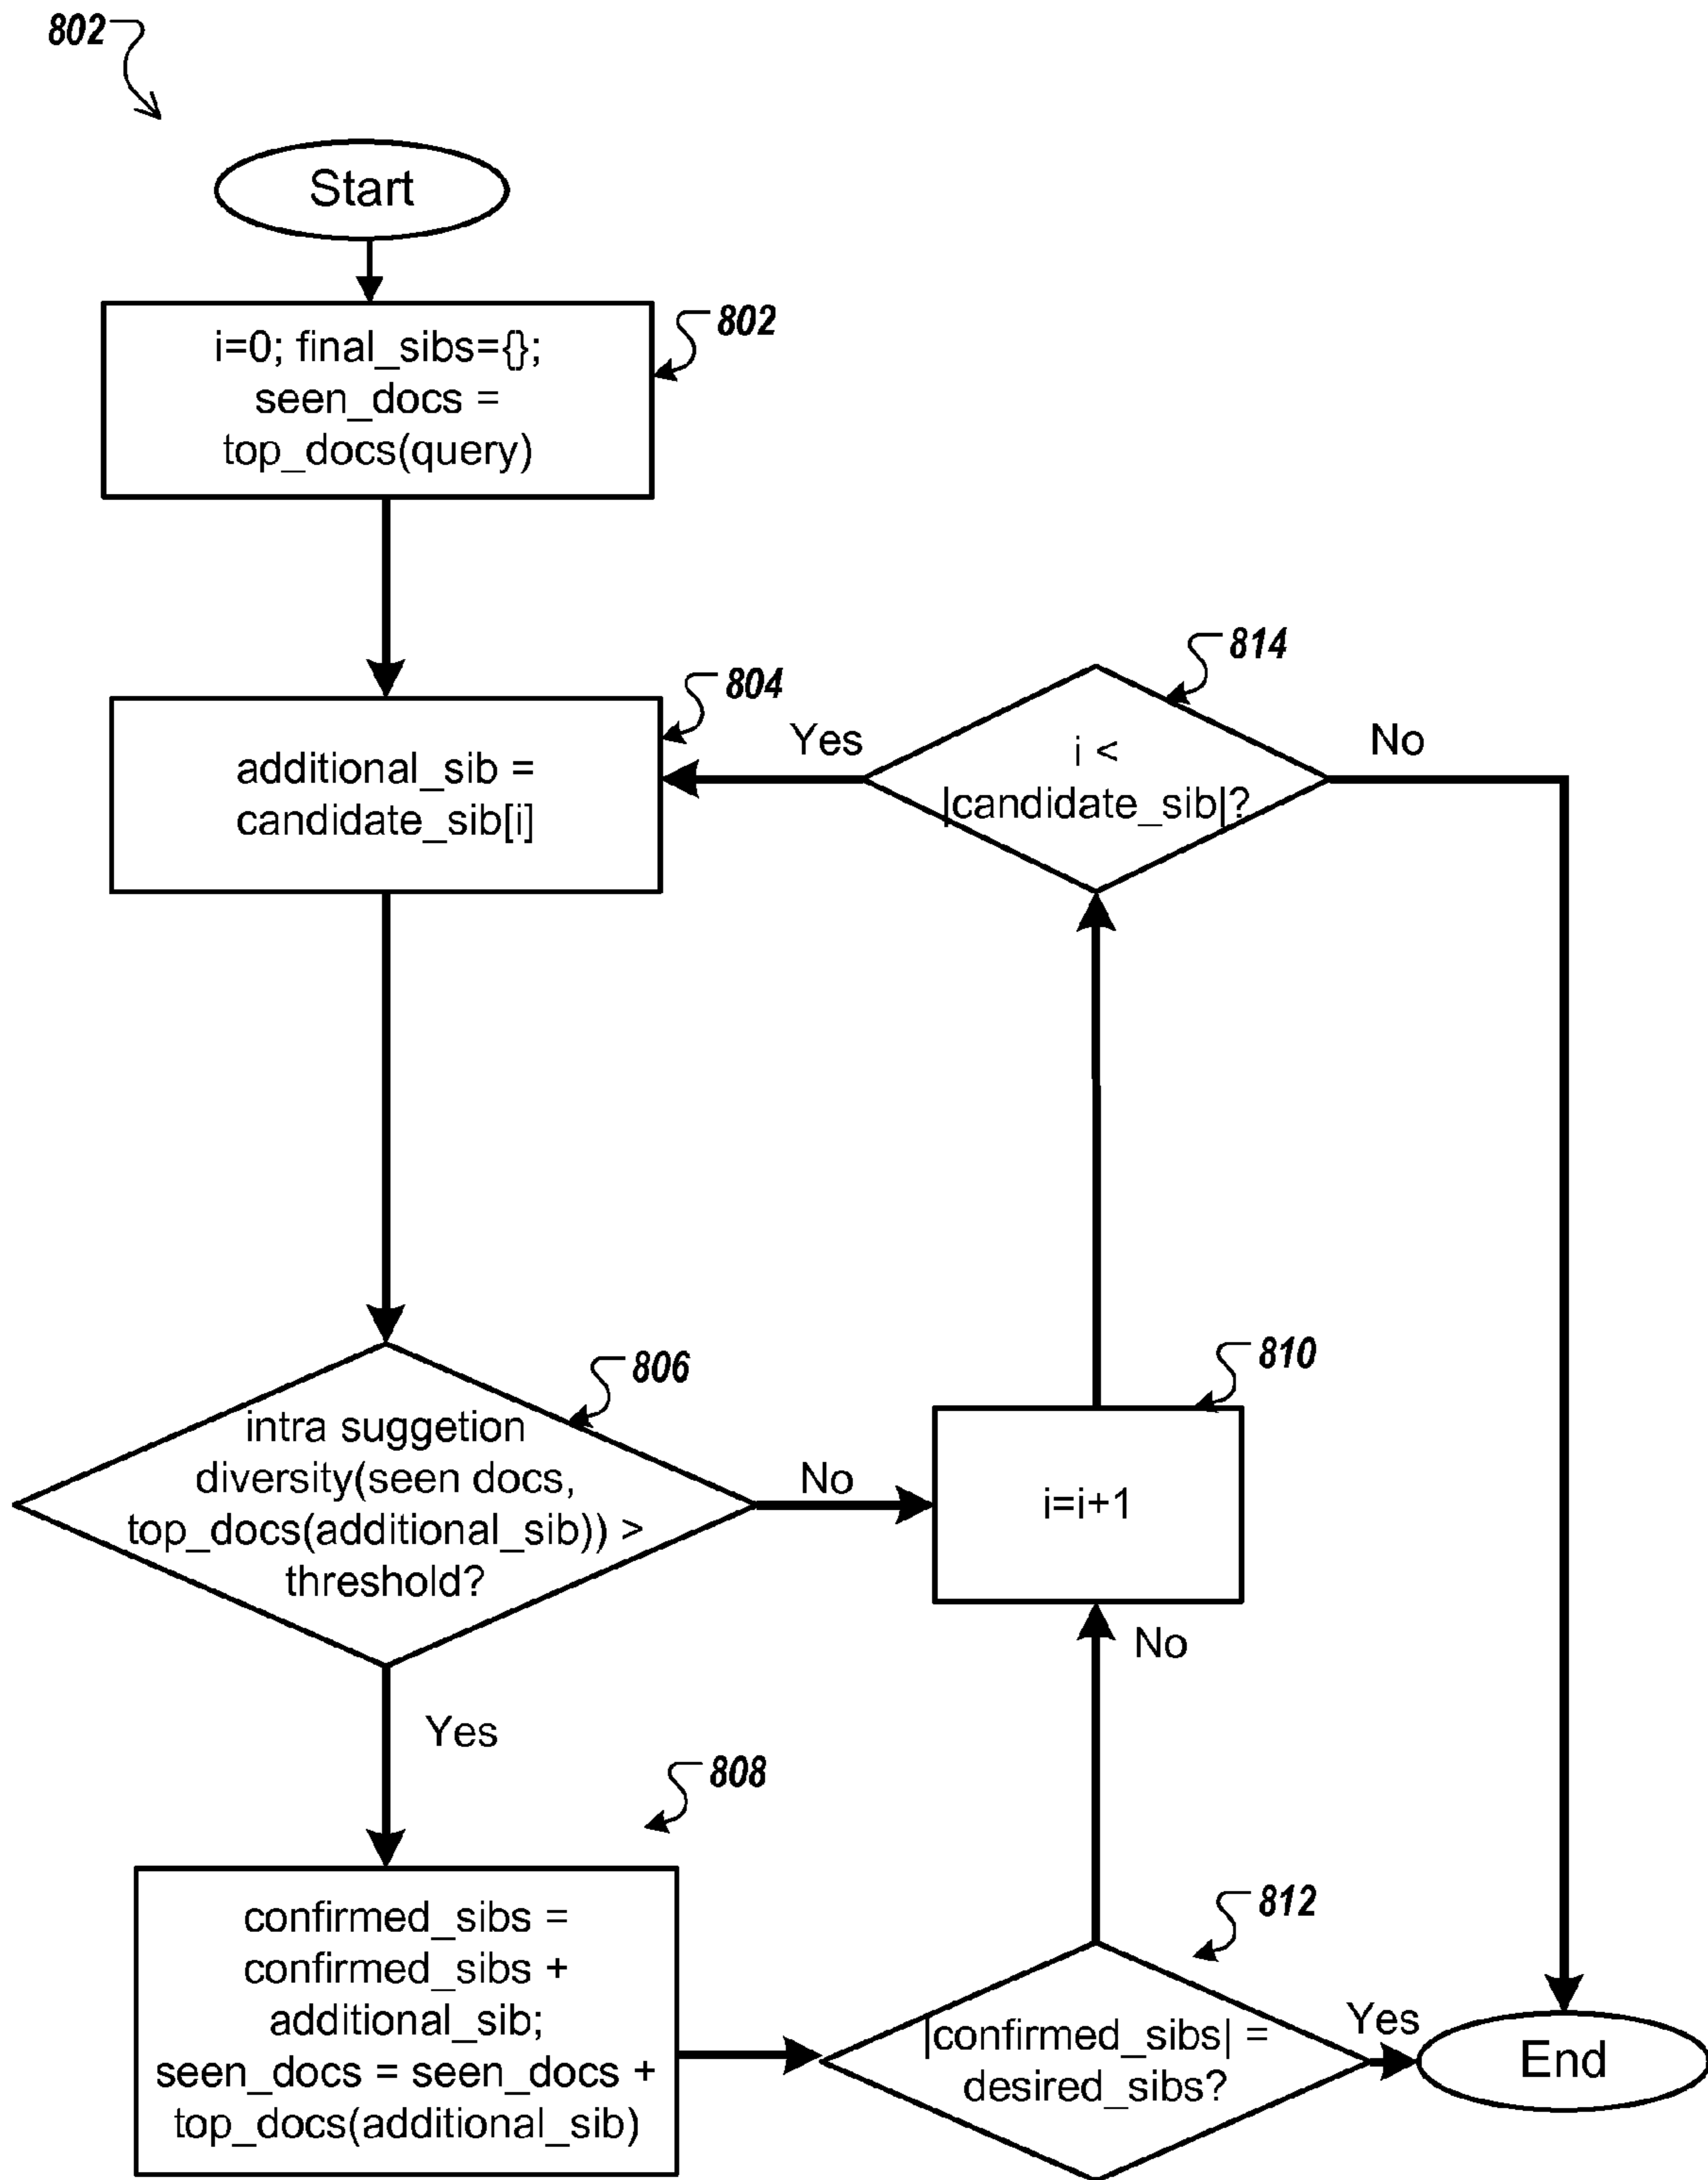 802
Start
i=0; final_sibs={};
seen_docs =
top_docs(query)
802
additional_sib =
candidate_sib[i]
804
Yes
i <
|candidate_sib|?
814
No
intra suggetion
diversity(seen docs,
top_docs(additional_sib)) >
threshold?
806
No
i=i+1
810
No
Yes
808
confirmed_sibs =
confirmed_sibs +
additional_sib;
seen_docs = seen_docs +
top_docs(additional_sib)
|confirmed_sibs| =
desired_sibs?
812
Yes
End